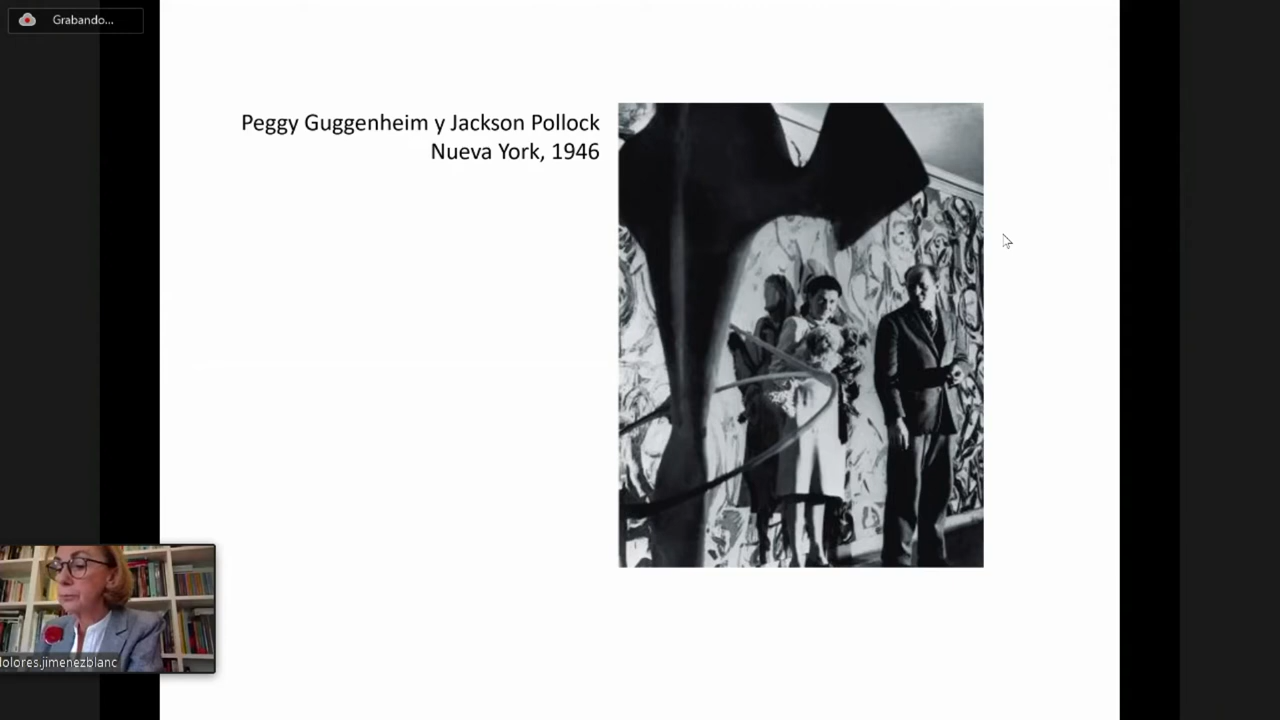 Grabando...
Peggy Guggenheim y Jackson Pollock
Nueva York, 1946
dolores.jimenezblanc